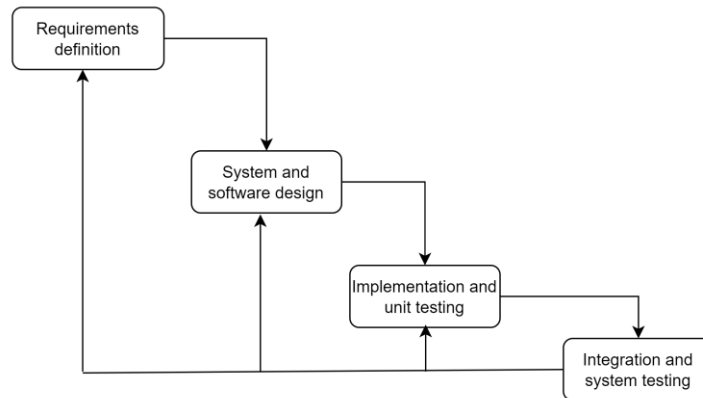 Requirements
definition
System and
software design
Implementation and
unit testing
Integration and
system testing